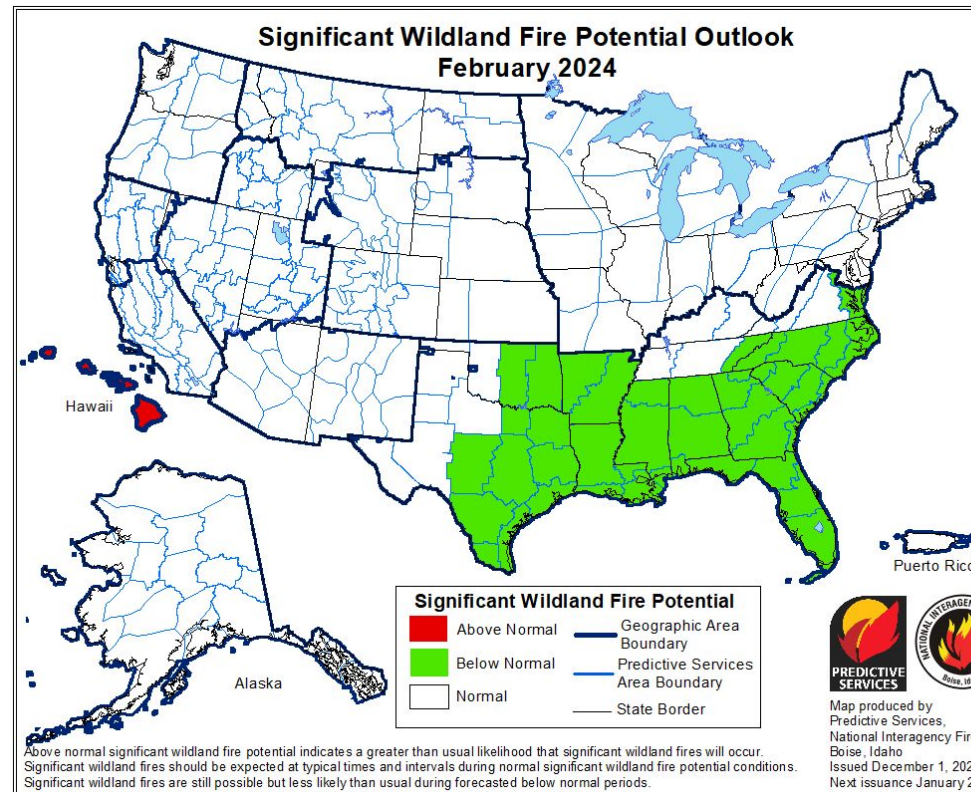 Significant Wildland Fire Potential Outlook
February 2024
Hawaii
Alaska
Puerto Rico
Significant Wildland Fire Potential
Above Normal
Below Normal
Normal
Geographic Area
Boundary
Predictive Services
Area Boundary
State Border
PREDICTIVE
SERVICES
NATIONAL INTERAGENCY
Boise,
Map produced by
Predictive Services,
National Interagency Fir
Boise, Idaho
Issued December 1, 202
Next issuance January 2
Above normal significant wildland fire potential indicates a greater than usual likelihood that significant wildland fires will occur.
Significant wildland fires should be expected at typical times and intervals during normal significant wildland fire potential conditions.
Significant wildland fires are still possible but less likely than usual during forecasted below normal periods.